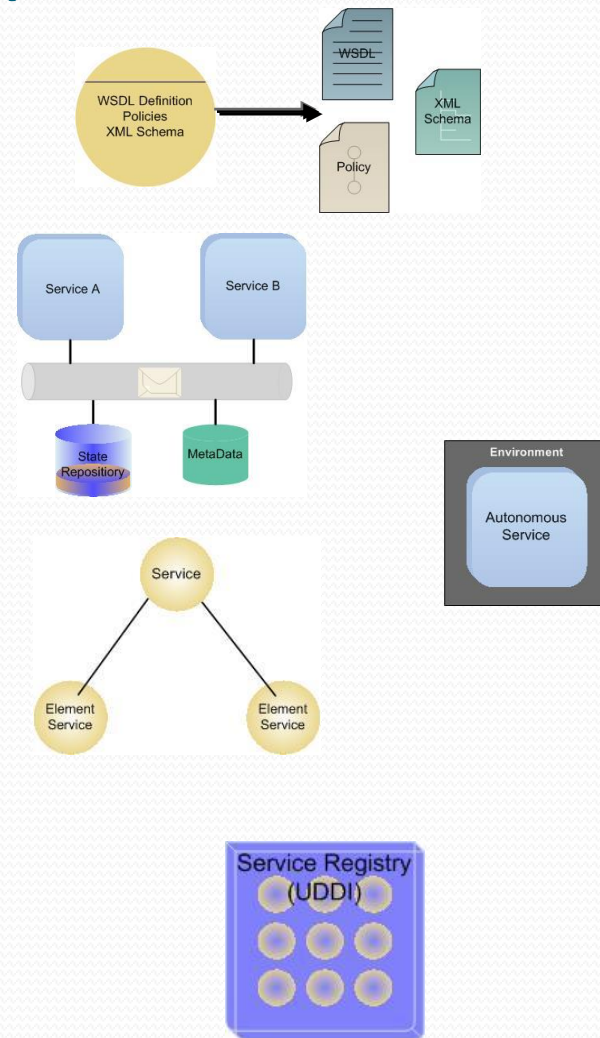 WSDL Definition
Policies
XML Schema
WSDL
XML
Schema
Policy
Service A
Service B
State
Repositiory
MetaData
Environment
Autonomous
Service
Service
Element
Service
Element
Service
Service Registry
(UDDI)